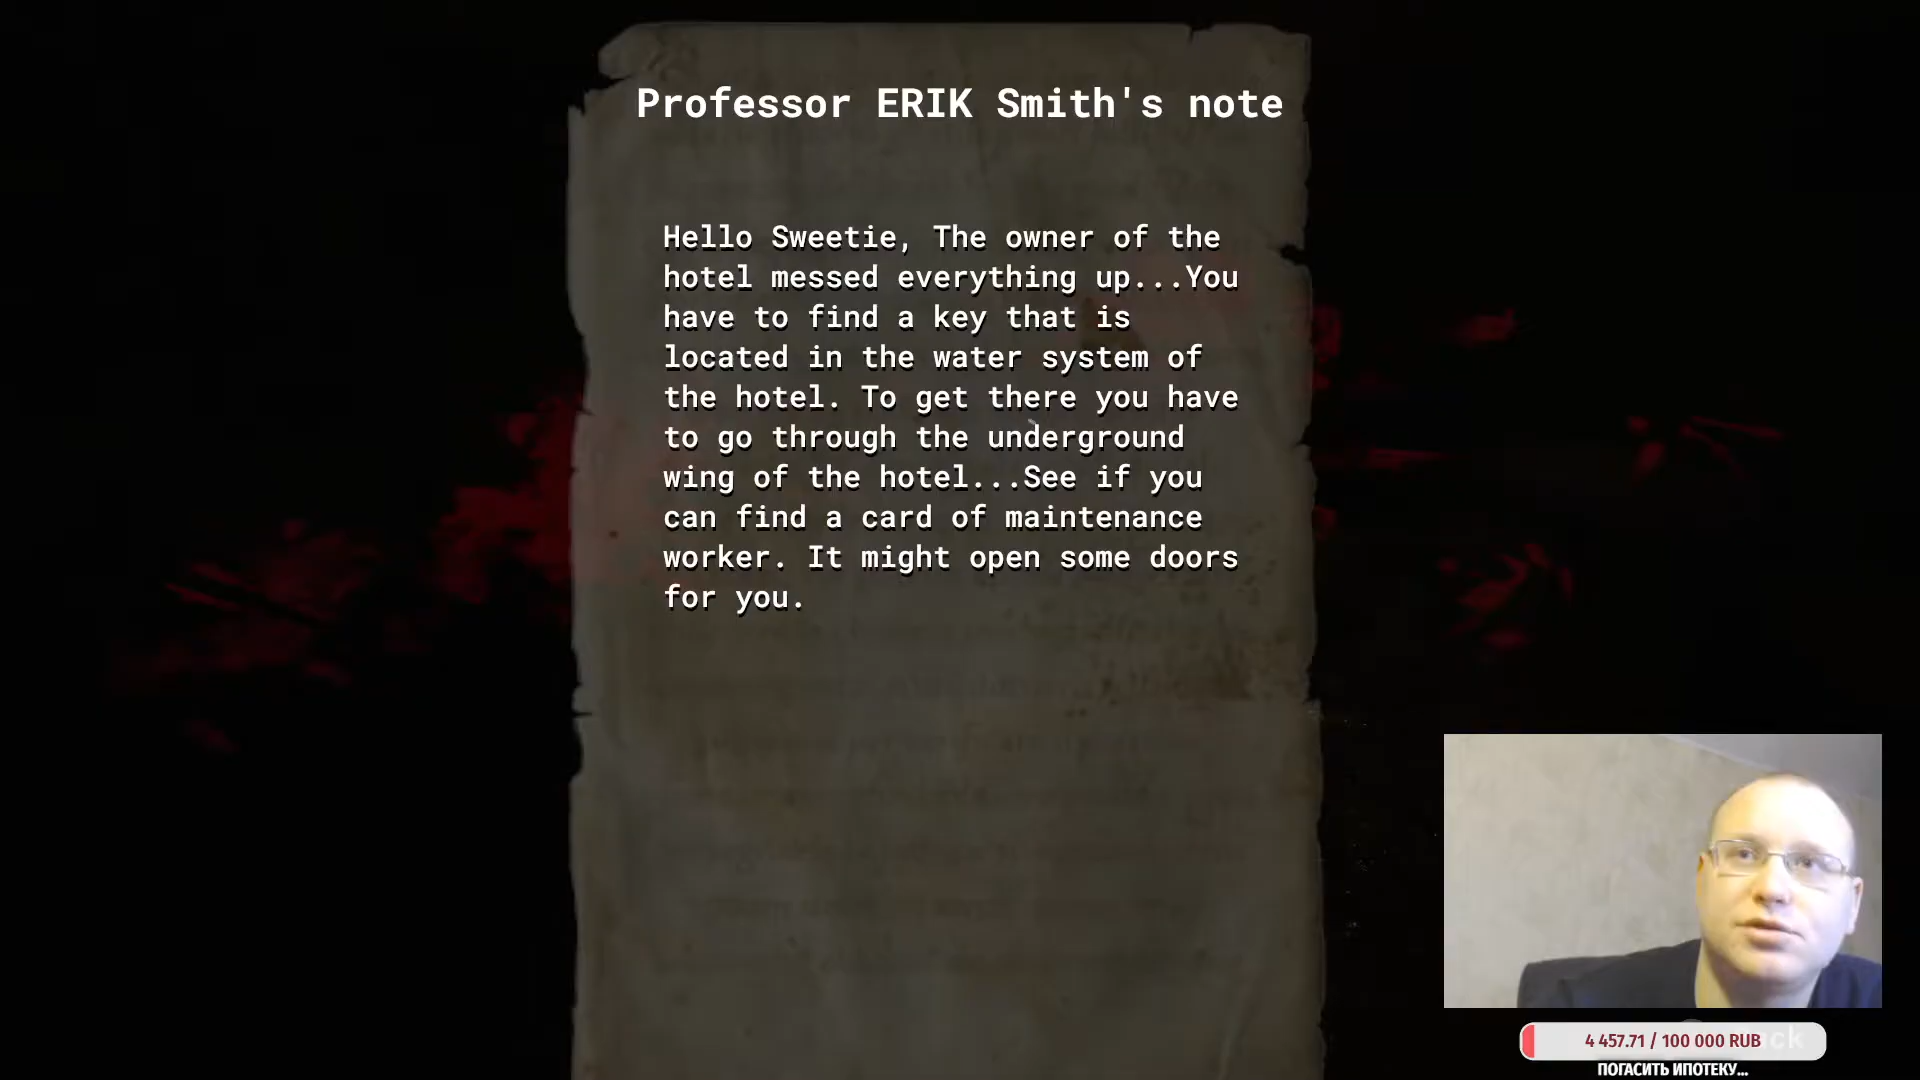 Professor ERIK Smith's note
Hello Sweetie, The owner of the
hotel messed everything up...You
have to find a key that is
located in the water system of
the hotel. To get there you have
to go through the underground
wing of the hotel...See if you
can find a card of maintenance
worker. It might open some doors
for you.
4 457.71 / 100 000 RUB
ПОГАСИТЬ ИПОТЕКУ...